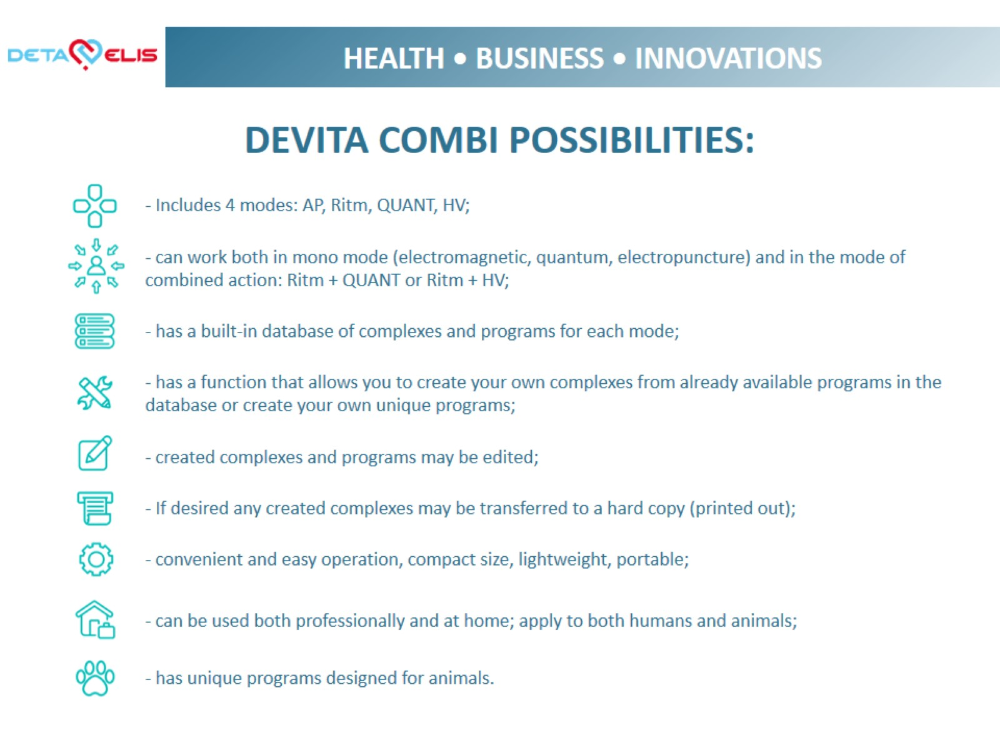 DETA ELIS
HEALTH • BUSINESS • INNOVATIONS
DEVITA COMBI POSSIBILITIES:
- Includes 4 modes: AP, Ritm, QUANT, HV;
- can work both in mono mode (electromagnetic, quantum, electropuncture) and in the mode of
combined action: Ritm + QUANT or Ritm + HV;
- has a built-in database of complexes and programs for each mode;
- has a function that allows you to create your own complexes from already available programs in the
database or create your own unique programs;
- created complexes and programs may be edited;
- If desired any created complexes may be transferred to a hard copy (printed out);
- convenient and easy operation, compact size, lightweight, portable;
- can be used both professionally and at home; apply to both humans and animals;
- has unique programs designed for animals.